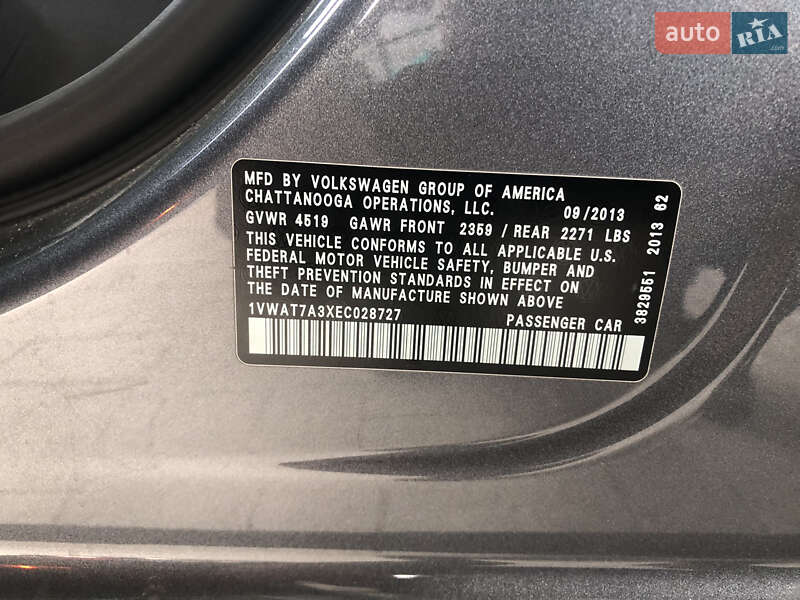 auto RIA.com
MFD BY VOLKSWAGEN GROUP OF AMERICA
CHATTANOOGA OPERATIONS, LLC. 09/2013
GVWR 4519 GAWR FRONT 2359 / REAR 2271 LBS
THIS VEHICLE CONFORMS TO ALL APPLICABLE U.S.
FEDERAL MOTOR VEHICLE SAFETY, BUMPER AND
THEFT PREVENTION STANDARDS IN EFFECT ON
THE DATE OF MANUFACTURE SHOWN ABOVE
1VWAT7A3XEC028727 PASSENGER CAR
3829551 2013 62